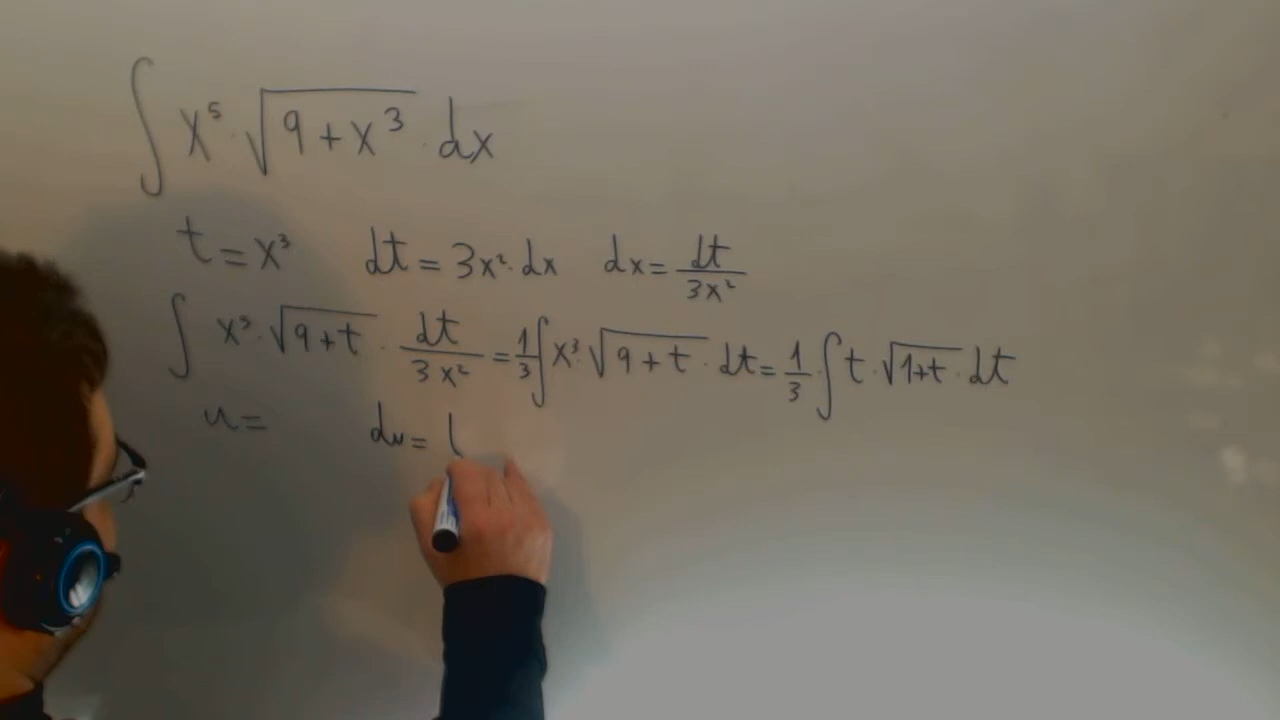 ∫ x⁵ · √(9+x³) · dx
t = x³ dt = 3x² · dx dx = dt/3x²
∫ x⁵ · √(9+t) · dt/3x² = 1/3 ∫ x³ · √(9+t) · dt = 1/3 · ∫ t · √(1+t) · dt
u = du =